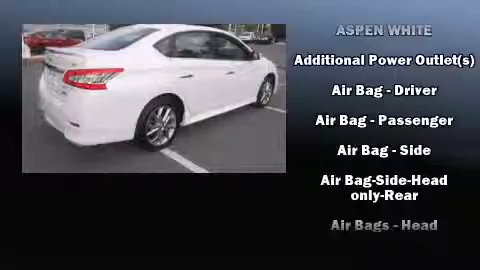 ASPEN WHITE
Additional Power Outlet(s)
Air Bag - Driver
Air Bag - Passenger
Air Bag - Side
Air Bag-Side-Head
only-Rear
Air Bags - Head